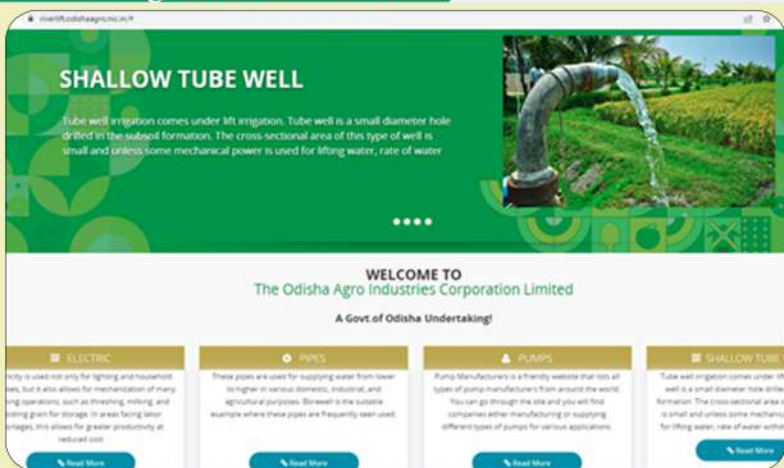 riverlift.odishaagro.nic.in/#
SHALLOW TUBE WELL
Tube well irrigation comes under lift irrigation. Tube well is a small diameter hole
drilled in the subsoil formation. The cross-sectional area of this type of well is
small and unless some mechanical power is used for lifting water, rate of water
WELCOME TO
The Odisha Agro Industries Corporation Limited
A Govt.of Odisha Undertaking!
ELECTRIC
is used not only for lighting and household
but it also allows for mechanization of many
operations, such as threshing, milking, and
grain for storage. In areas facing labor
this allows for greater productivity at
reduced cost
Read More
PIPES
These pipes are used for supplying water from lower
to higher in various domestic, industrial, and
agricultural purposes. Borewell is the suitable
example where these pipes are frequently seen used.
Read More
PUMPS
Pump Manufacturers is a friendly website that lists all
types of pump manufacturers from around the world.
You can go through the site and you will find
companies either manufacturing or supplying
different types of pumps for various applications.
Read More
SHALLOW TUBE
Tube well irrigation comes under
well is a small diameter hole
formation. The cross-sectional area
is small and unless some
for lifting water, rate of water
Read More